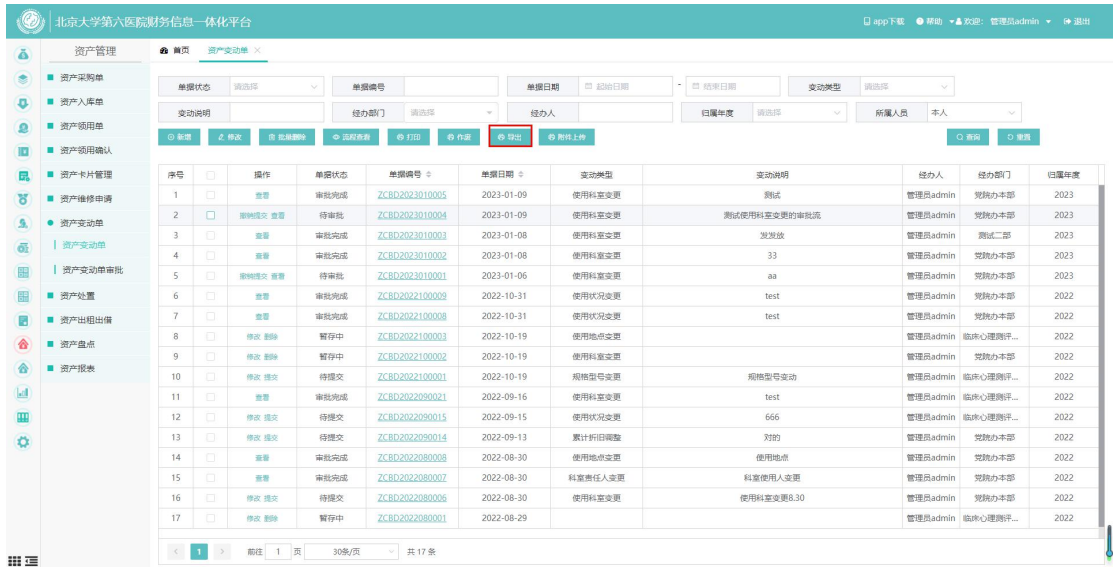 北京大学第六医院财务信息一体化平台 app下载 帮助 欢迎: 管理员admin 退出
资产管理 首页 资产变动单 ×
资产采购单
资产入库单
资产领用单
资产领用确认
资产卡片管理
资产维修申请
资产变动单
资产变动单
资产变动单审批
资产处置
资产出租出借
资产盘点
资产报表
单据状态 请选择 单据编号 单据日期 起始日期 - 结束日期 变动类型 请选择
变动说明 经办部门 请选择 经办人 归属年度 请选择 所属人员 本人
新增 修改 批量删除 流程查看 打印 作废 导出 附件上传 查询 重置
序号 操作 单据状态 单据编号 单据日期 变动类型 变动说明 经办人 经办部门 归属年度
1 查看 审批完成 ZCBD2023010005 2023-01-09 使用科室变更 测试 管理员admin 党院办本部 2023
2 撤销提交 查看 待审批 ZCBD2023010004 2023-01-09 使用科室变更 测试使用科室变更的审批流 管理员admin 党院办本部 2023
3 查看 审批完成 ZCBD2023010003 2023-01-08 使用科室变更 发发放 管理员admin 测试二部 2023
4 查看 审批完成 ZCBD2023010002 2023-01-08 使用科室变更 33 管理员admin 党院办本部 2023
5 撤销提交 查看 待审批 ZCBD2023010001 2023-01-06 使用科室变更 aa 管理员admin 党院办本部 2023
6 查看 审批完成 ZCBD2022100009 2022-10-31 使用状况变更 test 管理员admin 党院办本部 2022
7 查看 审批完成 ZCBD2022100008 2022-10-31 使用状况变更 test 管理员admin 党院办本部 2022
8 修改 删除 暂存中 ZCBD2022100003 2022-10-19 使用地点变更 管理员admin 临床心理测评... 2022
9 修改 删除 暂存中 ZCBD2022100002 2022-10-19 使用科室变更 管理员admin 党院办本部 2022
10 修改 提交 待提交 ZCBD2022100001 2022-10-19 规格型号变更 规格型号变动 管理员admin 临床心理测评... 2022
11 查看 审批完成 ZCBD2022090021 2022-09-16 使用科室变更 test 管理员admin 临床心理测评... 2022
12 修改 提交 待提交 ZCBD2022090015 2022-09-15 使用状况变更 666 管理员admin 临床心理测评... 2022
13 修改 提交 待提交 ZCBD2022090014 2022-09-13 累计折旧调整 对的 管理员admin 党院办本部 2022
14 查看 审批完成 ZCBD2022080008 2022-08-30 使用地点变更 使用地点 管理员admin 党院办本部 2022
15 查看 审批完成 ZCBD2022080007 2022-08-30 科室责任人变更 科室使用人变更 管理员admin 党院办本部 2022
16 修改 提交 待提交 ZCBD2022080006 2022-08-30 使用科室变更 使用科室变更8.30 管理员admin 党院办本部 2022
17 修改 删除 暂存中 ZCBD2022080001 2022-08-29 管理员admin 临床心理测评... 2022
< 1 > 前往 1 页 30条/页 共 17 条